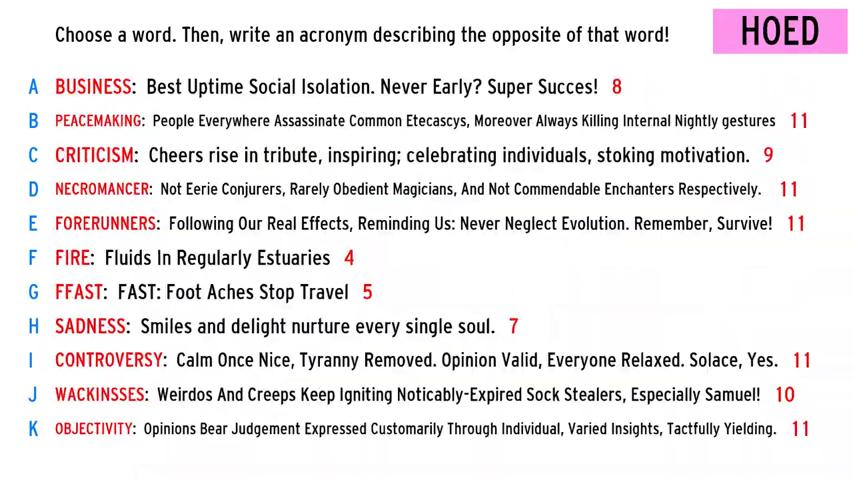 Choose a word. Then, write an acronym describing the opposite of that word!
HOED
A BUSINESS: Best Uptime Social Isolation. Never Early? Super Succes! 8
B PEACEMAKING: People Everywhere Assassinate Common Etecascys, Moreover Always Killing Internal Nightly gestures 11
C CRITICISM: Cheers rise in tribute, inspiring; celebrating individuals, stoking motivation. 9
D NECROMANCER: Not Eerie Conjurers, Rarely Obedient Magicians, And Not Commendable Enchanters Respectively. 11
E FORERUNNERS: Following Our Real Effects, Reminding Us: Never Neglect Evolution. Remember, Survive! 11
F FIRE: Fluids In Regularly Estuaries 4
G FFAST: FAST: Foot Aches Stop Travel 5
H SADNESS: Smiles and delight nurture every single soul. 7
I CONTROVERSY: Calm Once Nice, Tyranny Removed. Opinion Valid, Everyone Relaxed. Solace, Yes. 11
J WACKINSSES: Weirdos And Creeps Keep Igniting Noticably-Expired Sock Stealers, Especially Samuel! 10
K OBJECTIVITY: Opinions Bear Judgement Expressed Customarily Through Individual, Varied Insights, Tactfully Yielding. 11